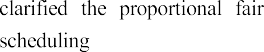 clarified the proportional fair
scheduling